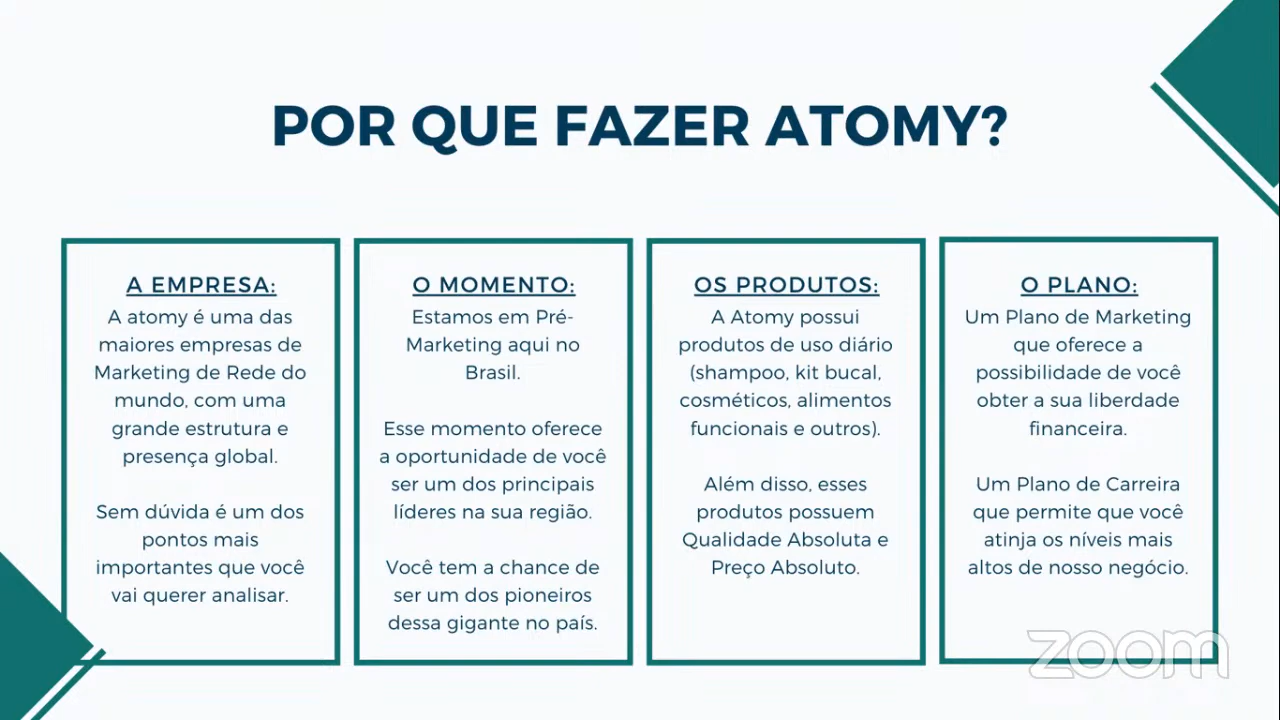 POR QUE FAZER ATOMY?
A EMPRESA:
A atomy é uma das
maiores empresas de
Marketing de Rede do
mundo, com uma
grande estrutura e
presença global.
Sem dúvida é um dos
pontos mais
importantes que você
vai querer analisar.
O MOMENTO:
Estamos em Pré-
Marketing aqui no
Brasil.
Esse momento oferece
a oportunidade de você
ser um dos principais
líderes na sua região.
Você tem a chance de
ser um dos pioneiros
dessa gigante no país.
OS PRODUTOS:
A Atomy possui
produtos de uso diário
(shampoo, kit bucal,
cosméticos, alimentos
funcionais e outros).
Além disso, esses
produtos possuem
Qualidade Absoluta e
Preço Absoluto.
O PLANO:
Um Plano de Marketing
que oferece a
possibilidade de você
obter a sua liberdade
financeira.
Um Plano de Carreira
que permite que você
atinja os níveis mais
altos de nosso negócio.
zoom